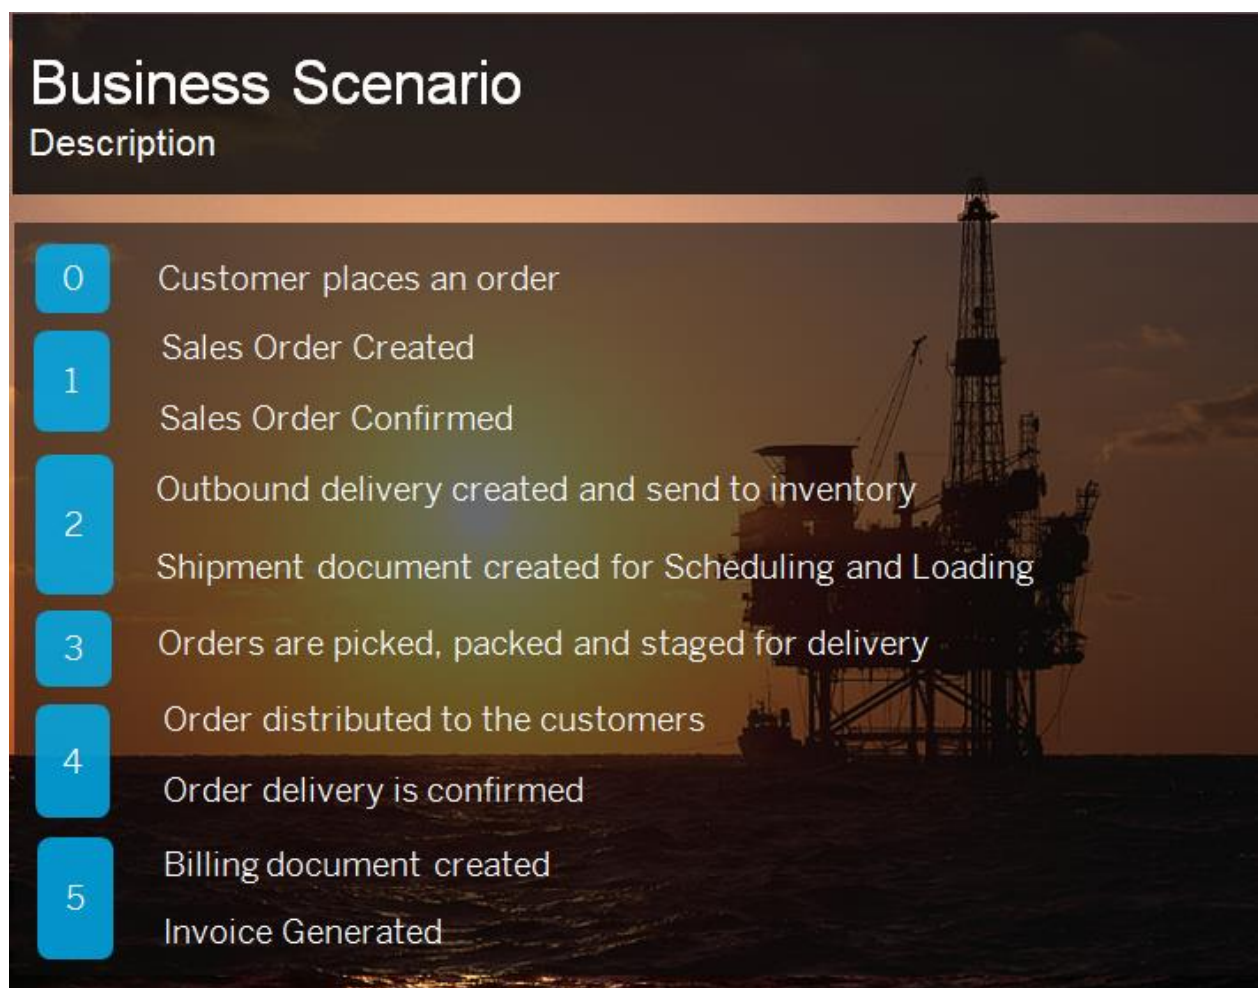 Business Scenario
Description
0 Customer places an order
1 Sales Order Created
Sales Order Confirmed
2 Outbound delivery created and send to inventory
Shipment document created for Scheduling and Loading
3 Orders are picked, packed and staged for delivery
4 Order distributed to the customers
Order delivery is confirmed
5 Billing document created
Invoice Generated